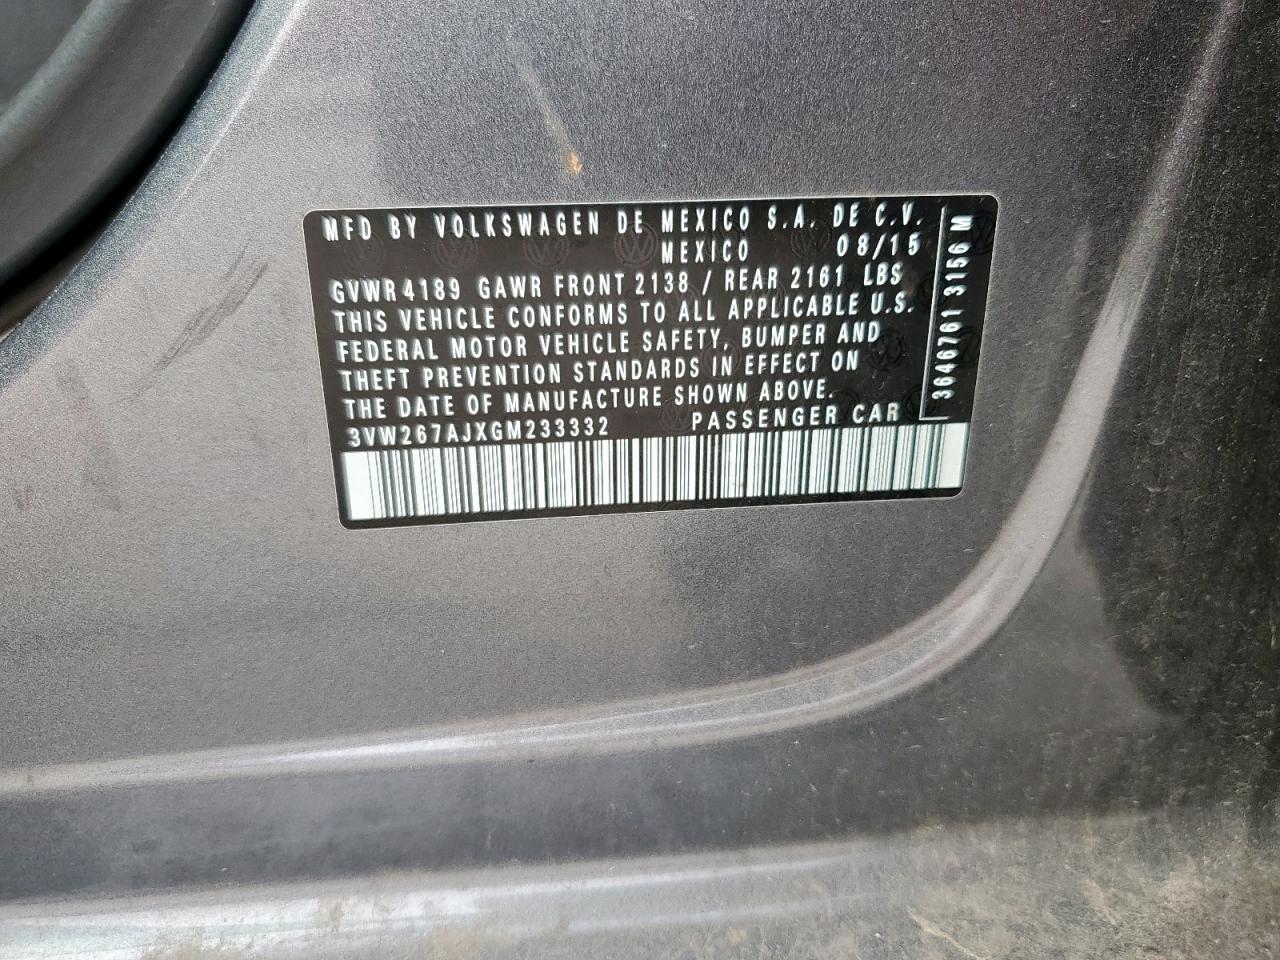 MFD BY VOLKSWAGEN DE MEXICO S.A. DE C.V.
MEXICO 08/15
GVWR 4189 GAWR FRONT 2138 / REAR 2161 LBS
THIS VEHICLE CONFORMS TO ALL APPLICABLE U.S.
FEDERAL MOTOR VEHICLE SAFETY, BUMPER AND
THEFT PREVENTION STANDARDS IN EFFECT ON
THE DATE OF MANUFACTURE SHOWN ABOVE.
3VW267AJXGM233332 PASSENGER CAR
3646761 3156 M